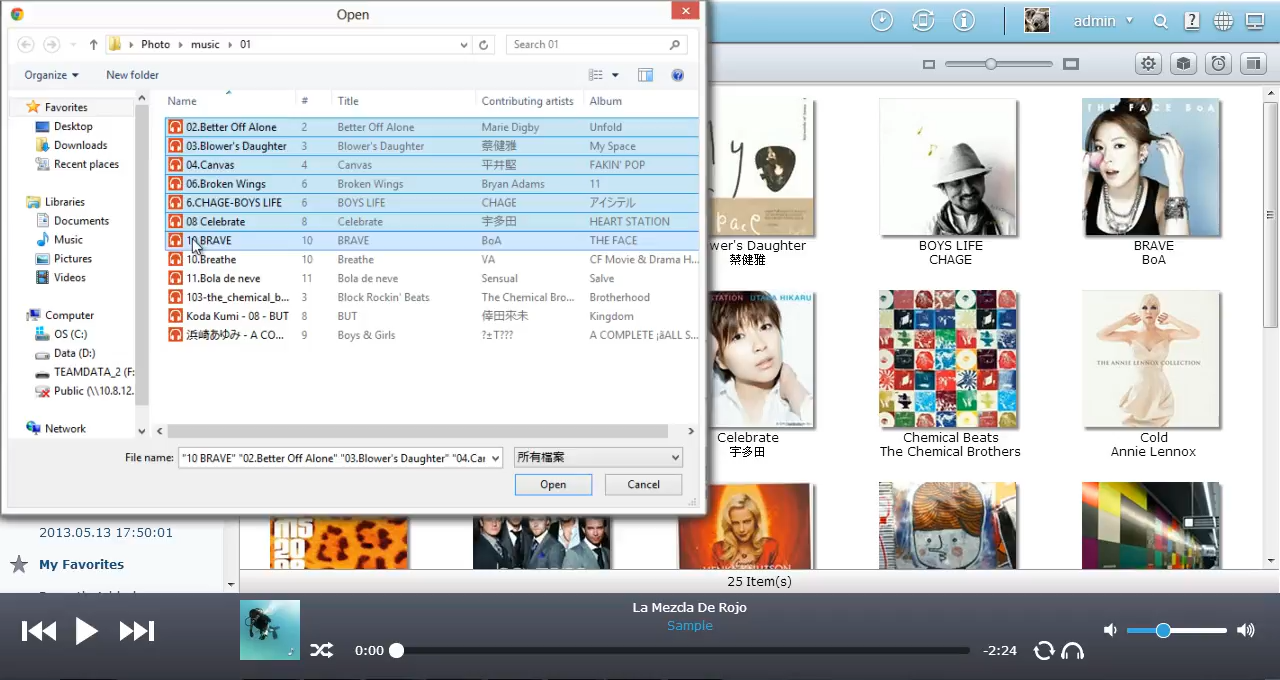 Open
Photo ▸ music ▸ 01
Search 01
admin
Organize
New folder
Name # Title Contributing artists Album
Favorites
Desktop
Downloads
Recent places
Libraries
Documents
Music
Pictures
Videos
Computer
OS (C:)
Data (D:)
TEAMDATA_2 (F:
Public (\\10.8.12.
Network
02.Better Off Alone 2 Better Off Alone Marie Digby Unfold
03.Blower's Daughter 3 Blower's Daughter 蔡健雅 My Space
04.Canvas 4 Canvas 平井堅 FAKIN' POP
06.Broken Wings 6 Broken Wings Bryan Adams 11
6.CHAGE-BOYS LIFE 6 BOYS LIFE CHAGE アイシテル
08 Celebrate 8 Celebrate 宇多田 HEART STATION
10 BRAVE 10 BRAVE BoA THE FACE
10.Breathe 10 Breathe VA CF Movie & Drama H...
11.Bola de neve 11 Bola de neve Sensual Salve
103-the_chemical_b... 3 Block Rockin' Beats The Chemical Bro... Brotherhood
Koda Kumi - 08 - BUT 8 BUT 倖田來未 Kingdom
浜崎あゆみ - A CO... 9 Boys & Girls ?±T??? A COMPLETE ¡ãALL S...
File name: "10 BRAVE" "02.Better Off Alone" "03.Blower's Daughter" "04.Can
所有檔案
Open
Cancel
THE FACE BoA
ower's Daughter
蔡健雅
BOYS LIFE
CHAGE
BRAVE
BoA
STATION UTADA HIKARU
THE ANNIE LENNOX COLLECTION
Celebrate
宇多田
Chemical Beats
The Chemical Brothers
Cold
Annie Lennox
2013.05.13 17:50:01
My Favorites
25 Item(s)
La Mezcla De Rojo
Sample
0:00
-2:24